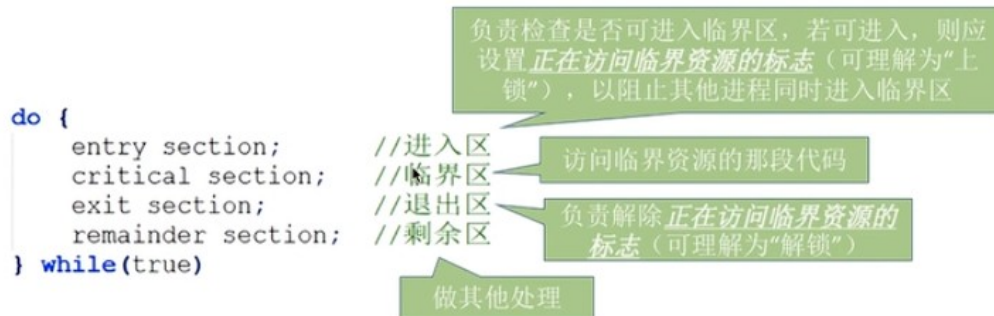 负责检查是否可进入临界区，若可进入，则应
设置正在访问临界资源的标志（可理解为“上
锁”），以阻止其他进程同时进入临界区
do {
entry section; //进入区
critical section; //临界区
exit section; //退出区
remainder section; //剩余区
} while(true)
访问临界资源的那段代码
负责解除正在访问临界资源的
标志（可理解为“解锁”）
做其他处理